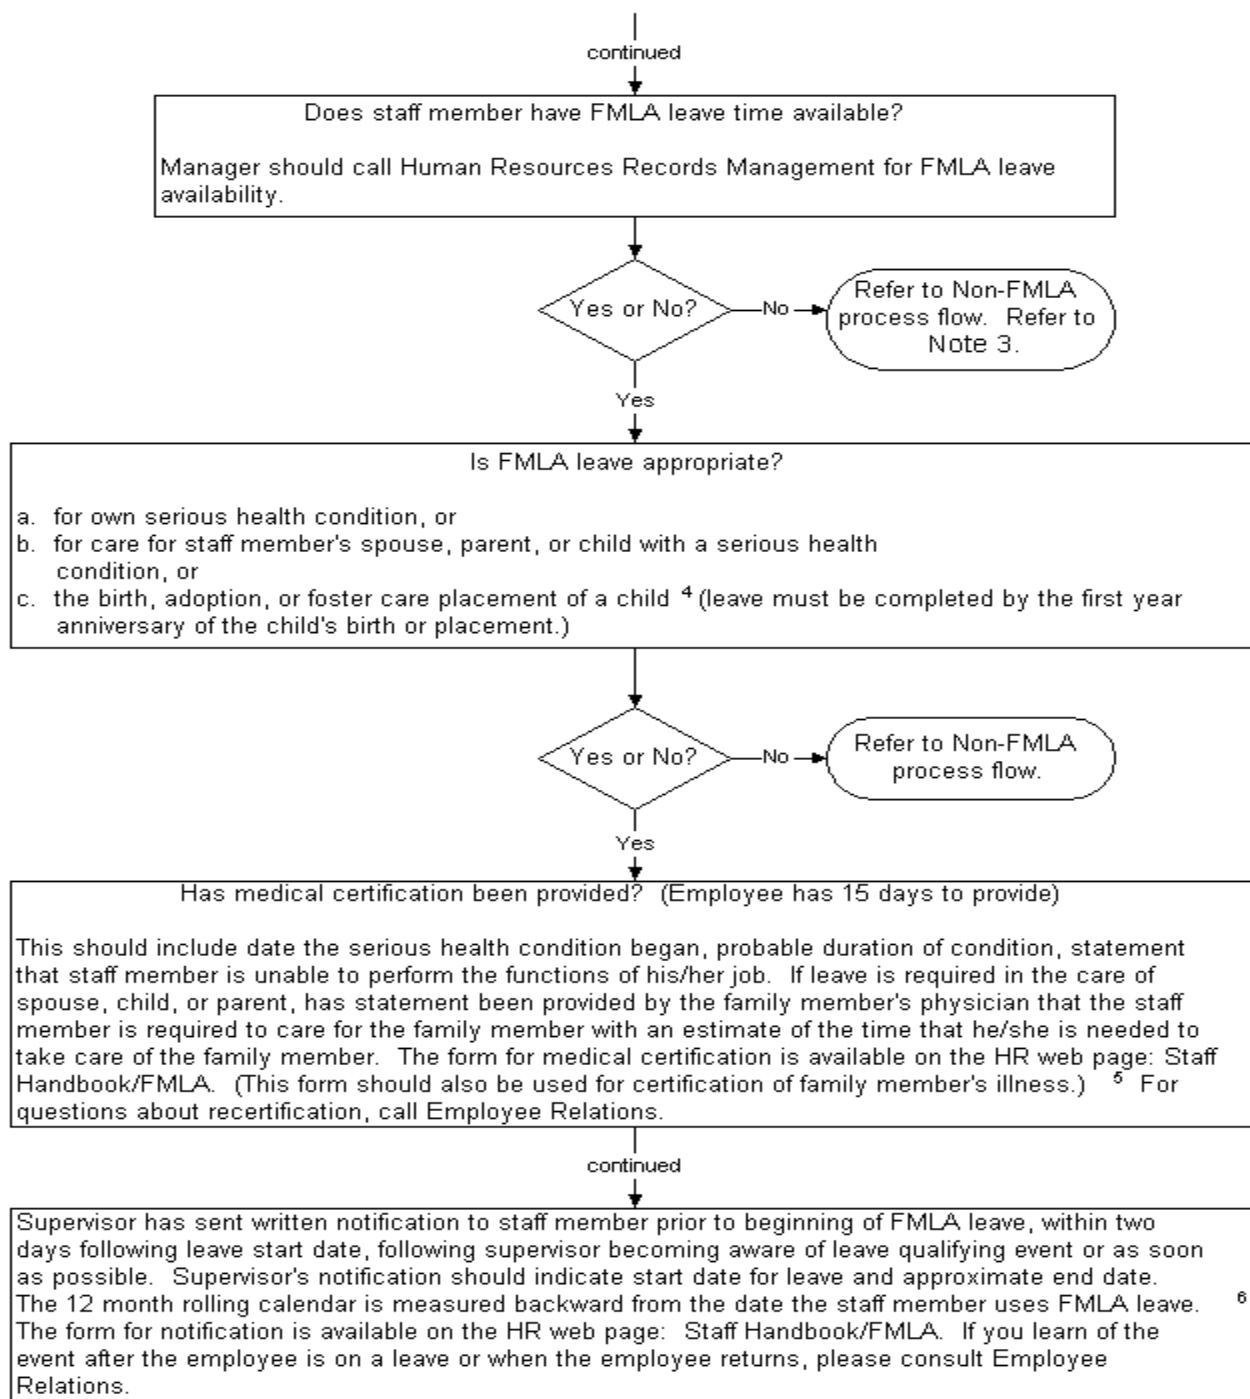 continued
Does staff member have FMLA leave time available?
Manager should call Human Resources Records Management for FMLA leave
availability.
Yes or No?
No
Refer to Non-FMLA
process flow. Refer to
Note 3.
Yes
Is FMLA leave appropriate?
a. for own serious health condition, or
b. for care for staff member's spouse, parent, or child with a serious health
condition, or
c. the birth, adoption, or foster care placement of a child 4 (leave must be completed by the first year
anniversary of the child's birth or placement.)
Yes or No?
No
Refer to Non-FMLA
process flow.
Yes
Has medical certification been provided? (Employee has 15 days to provide)
This should include date the serious health condition began, probable duration of condition, statement
that staff member is unable to perform the functions of his/her job. If leave is required in the care of
spouse, child, or parent, has statement been provided by the family member's physician that the staff
member is required to care for the family member with an estimate of the time that he/she is needed to
take care of the family member. The form for medical certification is available on the HR web page: Staff
Handbook/FMLA. (This form should also be used for certification of family member's illness.) 5 For
questions about recertification, call Employee Relations.
continued
Supervisor has sent written notification to staff member prior to beginning of FMLA leave, within two
days following leave start date, following supervisor becoming aware of leave qualifying event or as soon
as possible. Supervisor's notification should indicate start date for leave and approximate end date.
The 12 month rolling calendar is measured backward from the date the staff member uses FMLA leave. 6
The form for notification is available on the HR web page: Staff Handbook/FMLA. If you learn of the
event after the employee is on a leave or when the employee returns, please consult Employee
Relations.